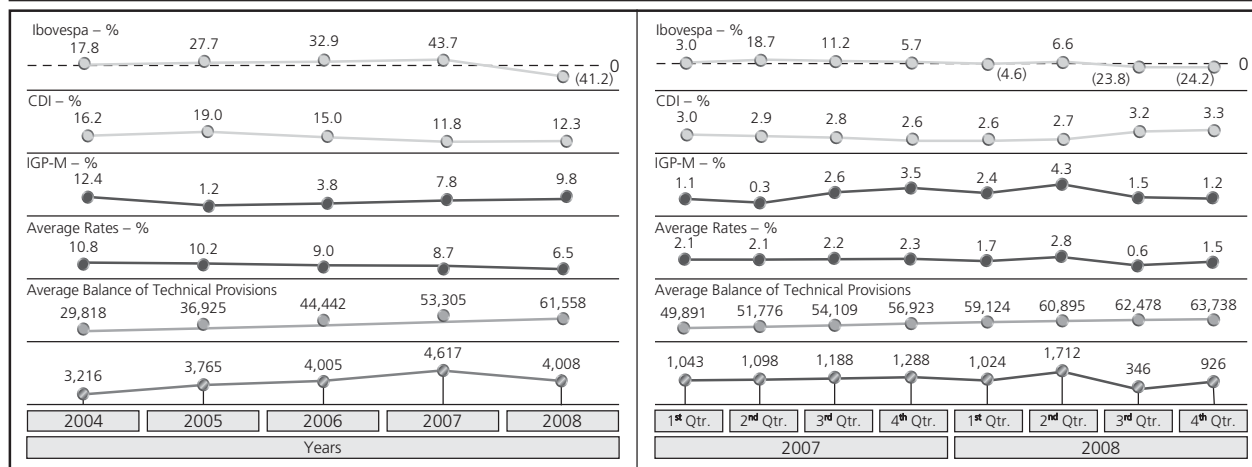 Ibovespa – %
17.8 27.7 32.9 43.7 (41.2) 0
CDI – %
16.2 19.0 15.0 11.8 12.3
IGP-M – %
12.4 1.2 3.8 7.8 9.8
Average Rates – %
10.8 10.2 9.0 8.7 6.5
Average Balance of Technical Provisions
29,818 36,925 44,442 53,305 61,558
3,216 3,765 4,005 4,617 4,008
2004 2005 2006 2007 2008
Years
Ibovespa – %
3.0 18.7 11.2 5.7 (4.6) 6.6 (23.8) (24.2) 0
CDI – %
3.0 2.9 2.8 2.6 2.6 2.7 3.2 3.3
IGP-M – %
1.1 0.3 2.6 3.5 2.4 4.3 1.5 1.2
Average Rates – %
2.1 2.1 2.2 2.3 1.7 2.8 0.6 1.5
Average Balance of Technical Provisions
49,891 51,776 54,109 56,923 59,124 60,895 62,478 63,738
1,043 1,098 1,188 1,288 1,024 1,712 346 926
1st Qtr. 2nd Qtr. 3rd Qtr. 4th Qtr. 1st Qtr. 2nd Qtr. 3rd Qtr. 4th Qtr.
2007 2008